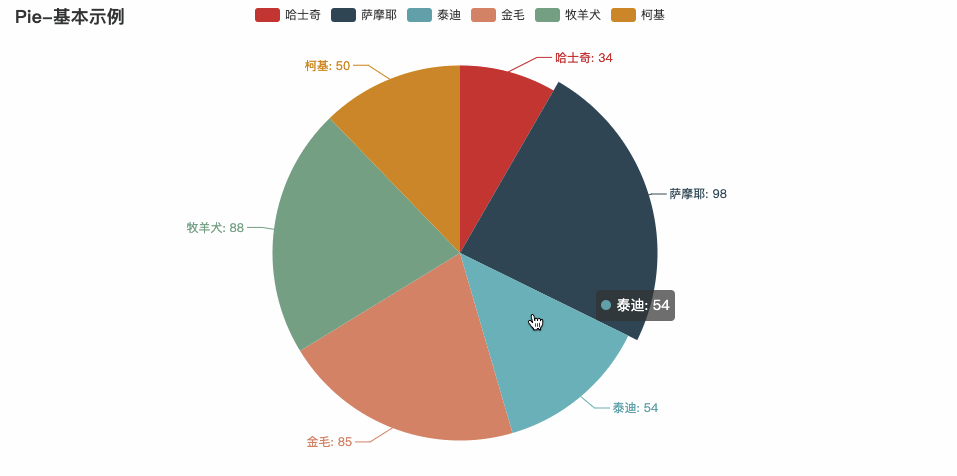 Pie–基本示例
哈士奇 萨摩耶 泰迪 金毛 牧羊犬 柯基
哈士奇: 34
柯基: 50
萨摩耶: 98
牧羊犬: 88
泰迪: 54
泰迪: 54
金毛: 85